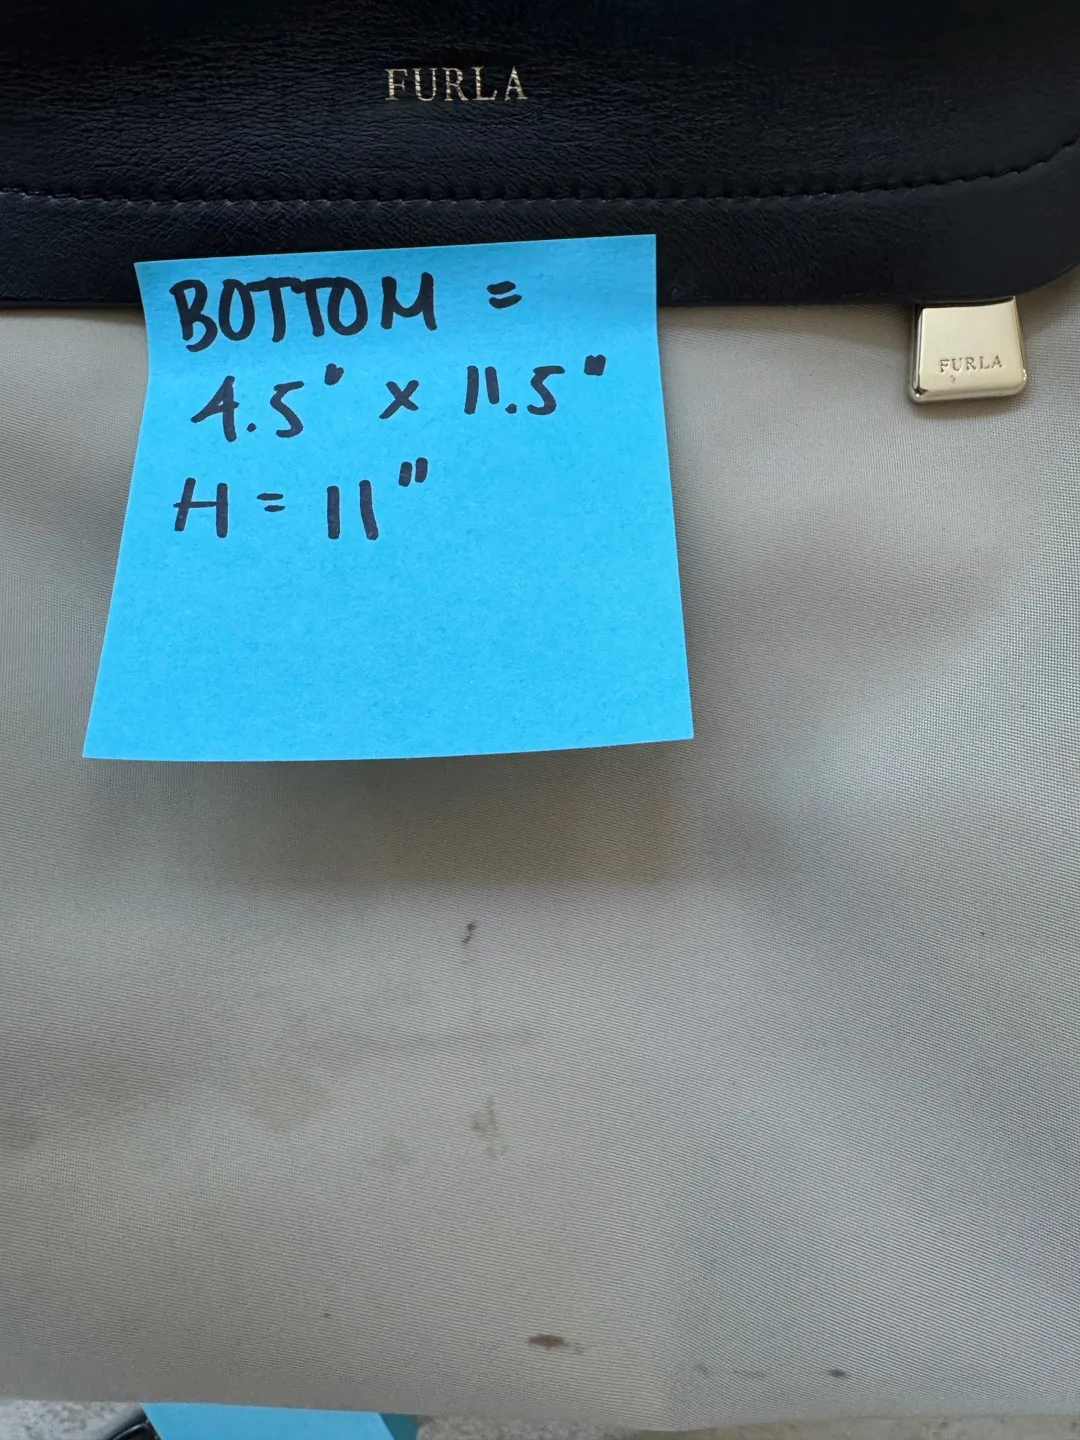 FURLA
BOTTOM =
4.5" x 11.5"
H = 11"
FURLA